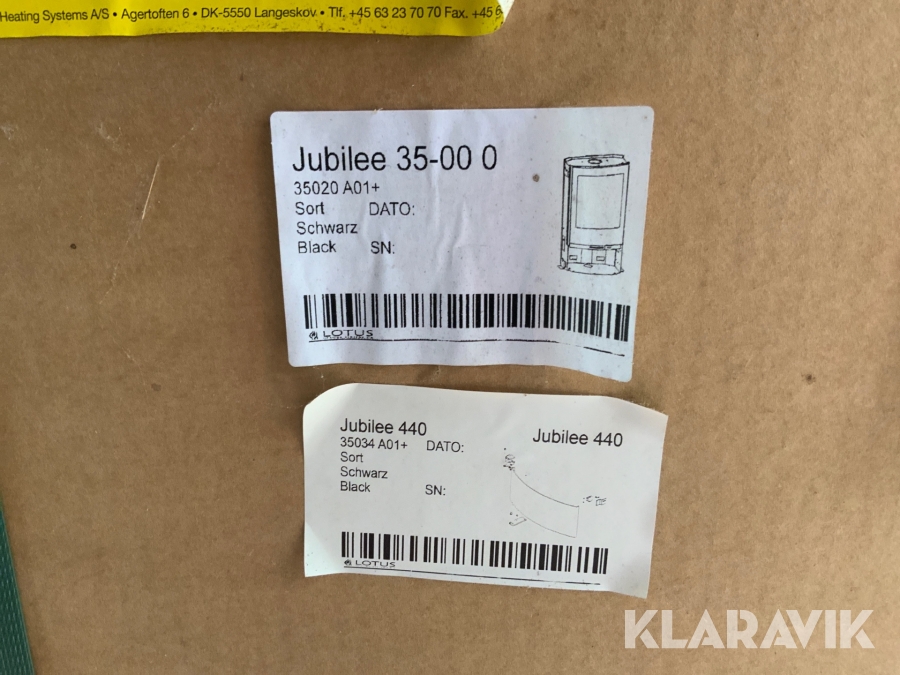 Heating Systems A/S • Agertoften 6 • DK-5550 Langeskov • Tlf. +45 63 23 70 70 Fax. +45 6
Jubilee 35-00 0
35020 A01+
Sort DATO:
Schwarz
Black SN:
LOTUS
Jubilee 440 Jubilee 440
35034 A01+ DATO:
Sort
Schwarz
Black SN:
LOTUS
KLARAVIK